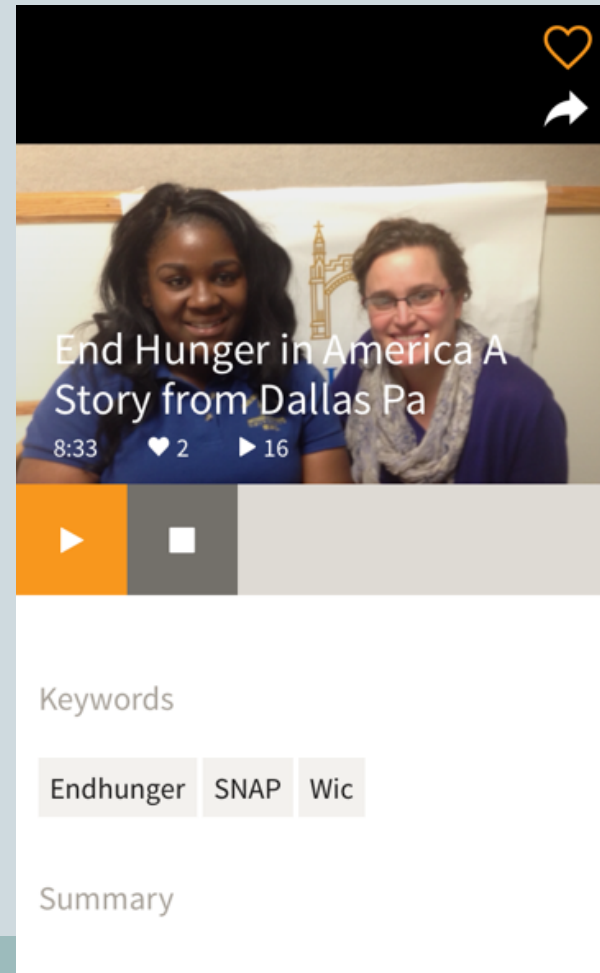 End Hunger in America A
Story from Dallas Pa
8:33 2 16
Keywords
Endhunger SNAP Wic
Summary